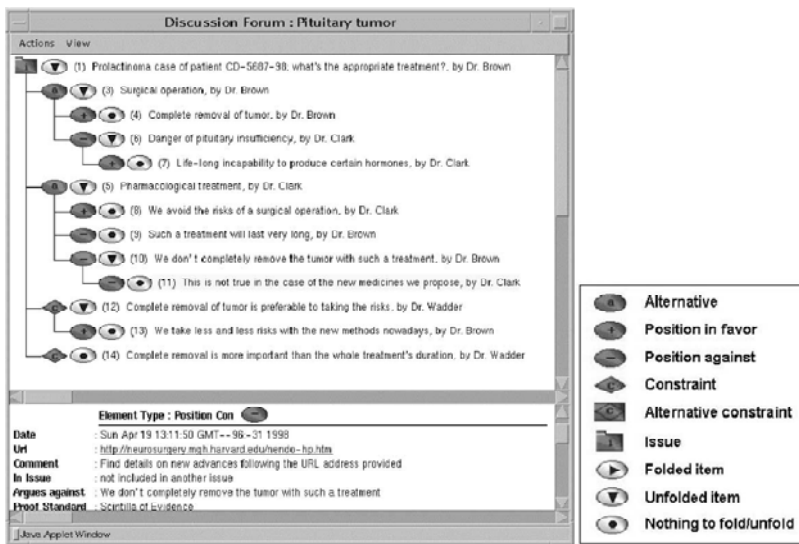 Discussion Forum : Pituitary tumor
Actions View
(1) Prolactinoma case of patient CD-5687-98: what's the appropriate treatment?, by Dr. Brown
(3) Surgical operation, by Dr. Brown
(4) Complete removal of tumor, by Dr. Brown
(6) Danger of pituitary insufficiency, by Dr. Clark
(7) Life-long incapability to produce certain hormones, by Dr. Clark
(5) Pharmacological treatment, by Dr. Clark
(8) We avoid the risks of a surgical operation, by Dr. Clark
(9) Such a treatment will last very long, by Dr. Brown
(10) We don't completely remove the tumor with such a treatment, by Dr. Brown
(11) This is not true in the case of the new medicines we propose, by Dr. Clark
(12) Complete removal of tumor is preferable to taking the risks, by Dr. Wadder
(13) We take less and less risks with the new methods nowadays, by Dr. Brown
(14) Complete removal is more important than the whole treatment's duration, by Dr. Wadder
Element Type : Position Con
Date : Sun Apr 19 13:11:50 GMT--96:-31 1998
Url : http://neurosurgery.mgh.harvard.edu/nendo-hp.htm
Comment : Find details on new advances following the URL address provided
In Issue : not included in another issue
Argues against : We don't completely remove the tumor with such a treatment
Proof Standard : Scintilla of Evidence
Java Applet Window
a Alternative
+ Position in favor
- Position against
c Constraint
c Alternative constraint
i Issue
Folded item
Unfolded item
Nothing to fold/unfold